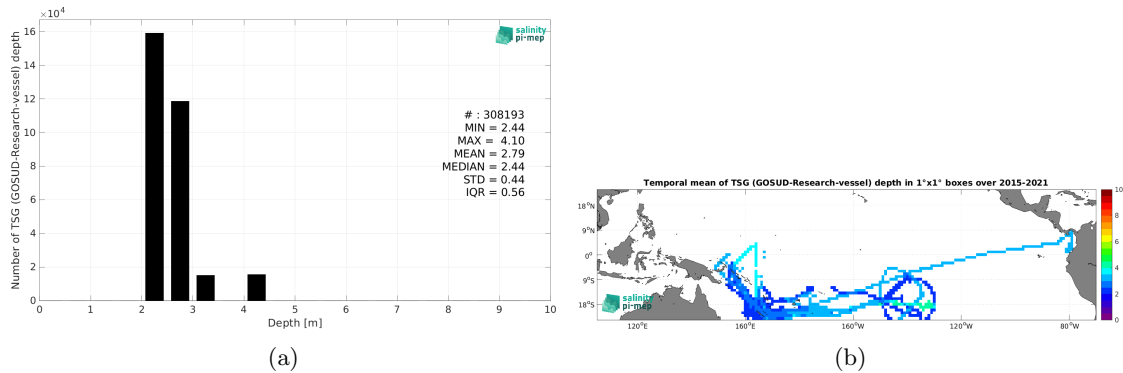 ×10⁴
16
14
12
10
8
6
4
2
0
Number of TSG (GOSUD-Research-vessel) depth
salinity
pi-mep
# : 308193
MIN = 2.44
MAX = 4.10
MEAN = 2.79
MEDIAN = 2.44
STD = 0.44
IQR = 0.56
0 1 2 3 4 5 6 7 8 9 10
Depth [m]
(a)
Temporal mean of TSG (GOSUD-Research-vessel) depth in 1°x1° boxes over 2015-2021
18°N
9°N
0°
9°S
18°S
salinity
pi-mep
120°E 160°E 160°W 120°W 80°W
10
8
6
4
2
0
(b)